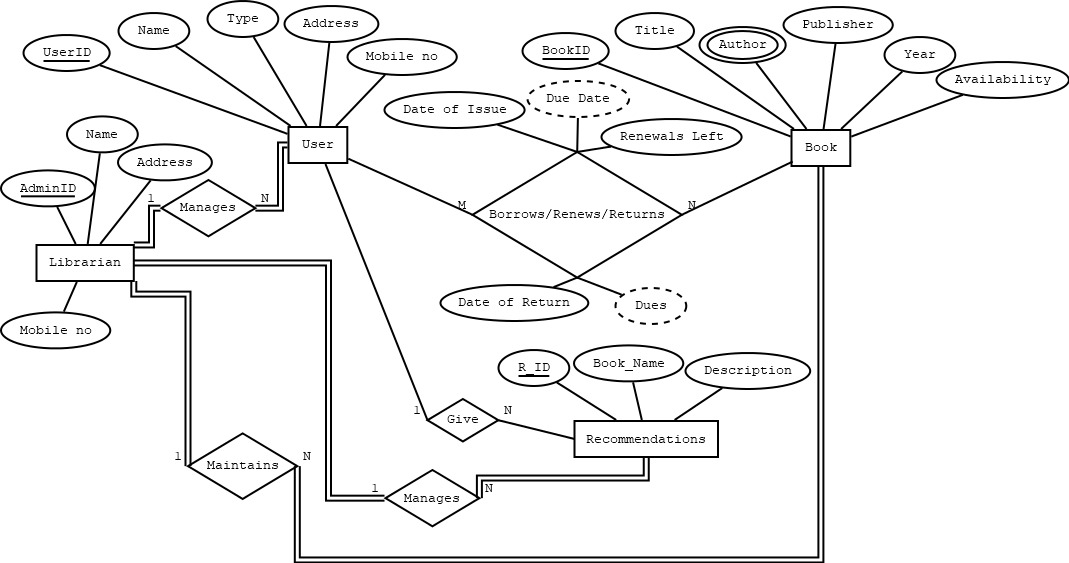 Type
Address
Name
UserID
Mobile no
User
Title
Author
Publisher
BookID
Year
Availability
Book
Date of Issue
Due Date
Renewals Left
M
Borrows/Renews/Returns
N
Date of Return
Dues
Name
Address
AdminID
Librarian
Mobile no
1
Manages
N
R_ID
Book_Name
Description
1
Give
N
Recommendations
1
Maintains
N
1
Manages
N